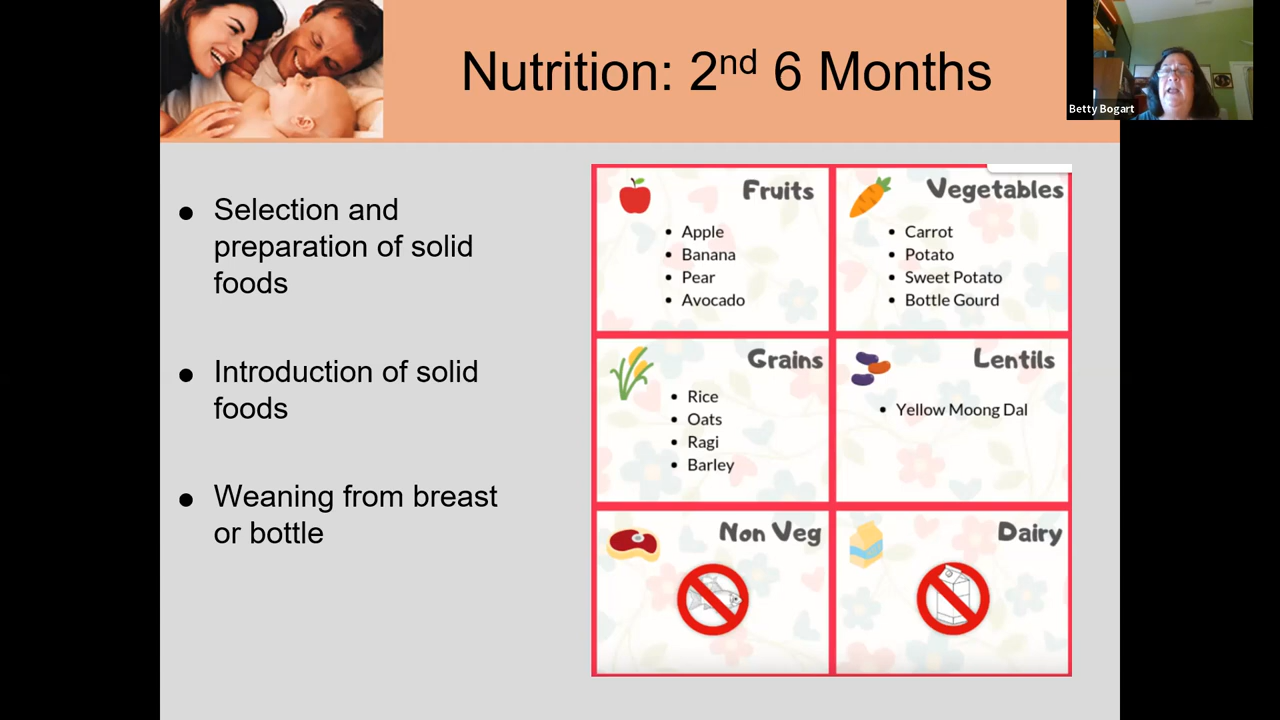 Nutrition: 2nd 6 Months
Betty Bogart
● Selection and
preparation of solid
foods
● Introduction of solid
foods
● Weaning from breast
or bottle
Fruits
• Apple
• Banana
• Pear
• Avocado
Vegetables
• Carrot
• Potato
• Sweet Potato
• Bottle Gourd
Grains
• Rice
• Oats
• Ragi
• Barley
Lentils
• Yellow Moong Dal
Non Veg
Dairy